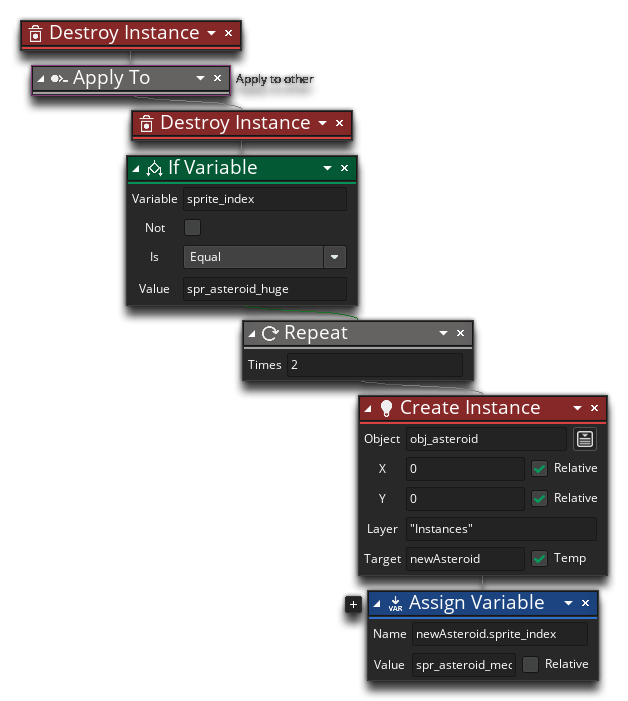 Destroy Instance
Apply To Apply to other
Destroy Instance
If Variable
Variable sprite_index
Not
Is Equal
Value spr_asteroid_huge
Repeat
Times 2
Create Instance
Object obj_asteroid
X 0 Relative
Y 0 Relative
Layer "Instances"
Target newAsteroid Temp
VAR Assign Variable
Name newAsteroid.sprite_index
Value spr_asteroid_mec Relative